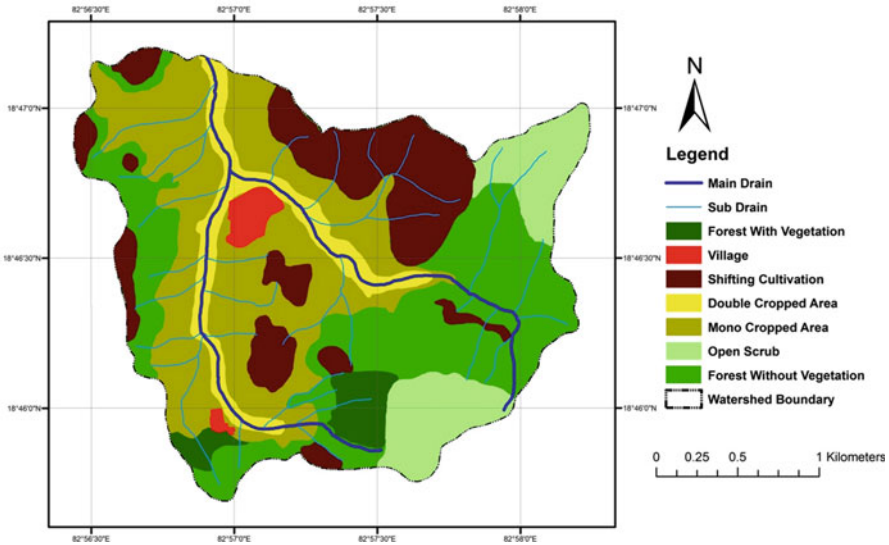 82°56'30"E 82°57'0"E 82°57'30"E 82°58'0"E
18°47'0"N 18°47'0"N
18°46'30"N 18°46'30"N
18°46'0"N 18°46'0"N
82°56'30"E 82°57'0"E 82°57'30"E 82°58'0"E
N
Legend
Main Drain
Sub Drain
Forest With Vegetation
Village
Shifting Cultivation
Double Cropped Area
Mono Cropped Area
Open Scrub
Forest Without Vegetation
Watershed Boundary
0 0.25 0.5 1 Kilometers